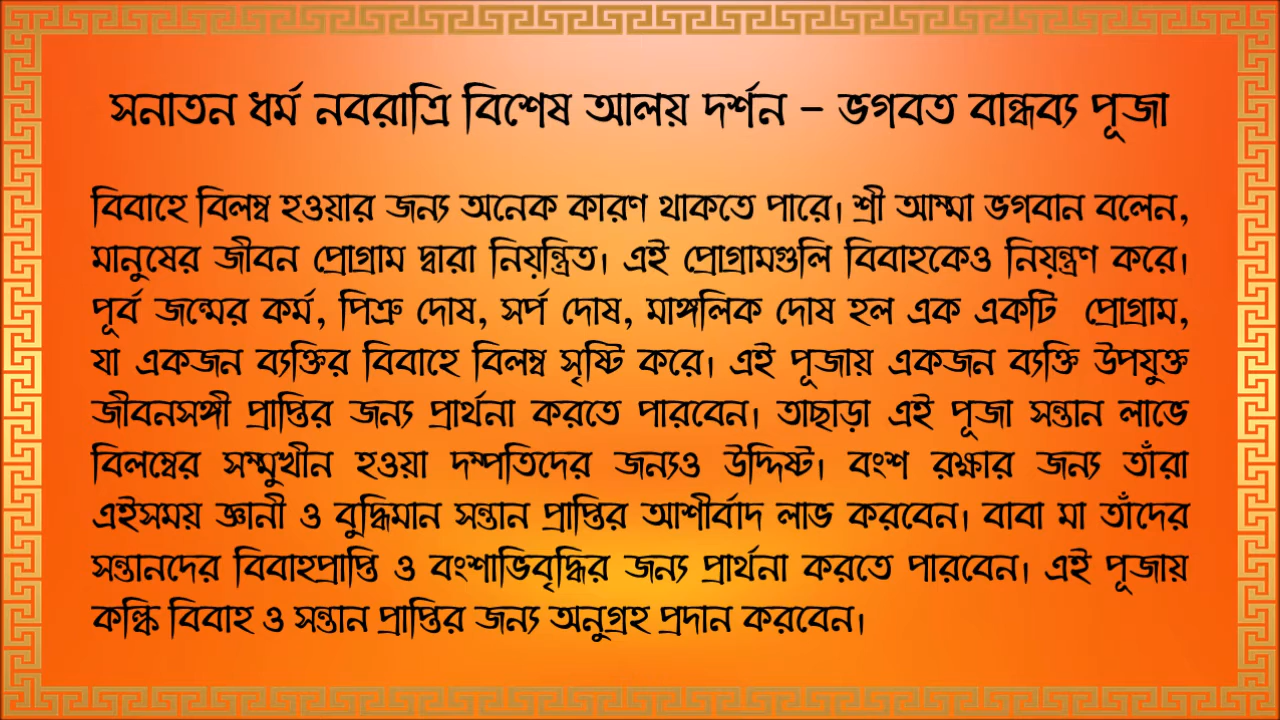 সনাতন ধর্ম নবরাত্রি বিশেষ আলয় দর্শন – ভগবত বান্ধব্য পূজা
বিবাহে বিলম্ব হওয়ার জন্য অনেক কারণ থাকতে পারে। শ্রী আম্মা ভগবান বলেন,
মানুষের জীবন প্রোগ্রাম দ্বারা নিয়ন্ত্রিত। এই প্রোগ্রামগুলি বিবাহকেও নিয়ন্ত্রণ করে।
পূর্ব জন্মের কর্ম, পিত্রু দোষ, সর্প দোষ, মাঙ্গলিক দোষ হল এক একটি প্রোগ্রাম,
যা একজন ব্যক্তির বিবাহে বিলম্ব সৃষ্টি করে। এই পূজায় একজন ব্যক্তি উপযুক্ত
জীবনসঙ্গী প্রাপ্তির জন্য প্রার্থনা করতে পারবেন। তাছাড়া এই পূজা সন্তান লাভে
বিলম্বের সম্মুখীন হওয়া দম্পতিদের জন্যও উদ্দিষ্ট। বংশ রক্ষার জন্য তাঁরা
এইসময় জ্ঞানী ও বুদ্ধিমান সন্তান প্রাপ্তির আশীর্বাদ লাভ করবেন। বাবা মা তাঁদের
সন্তানদের বিবাহপ্রাপ্তি ও বংশাভিবৃদ্ধির জন্য প্রার্থনা করতে পারবেন। এই পূজায়
কল্কি বিবাহ ও সন্তান প্রাপ্তির জন্য অনুগ্রহ প্রদান করবেন।